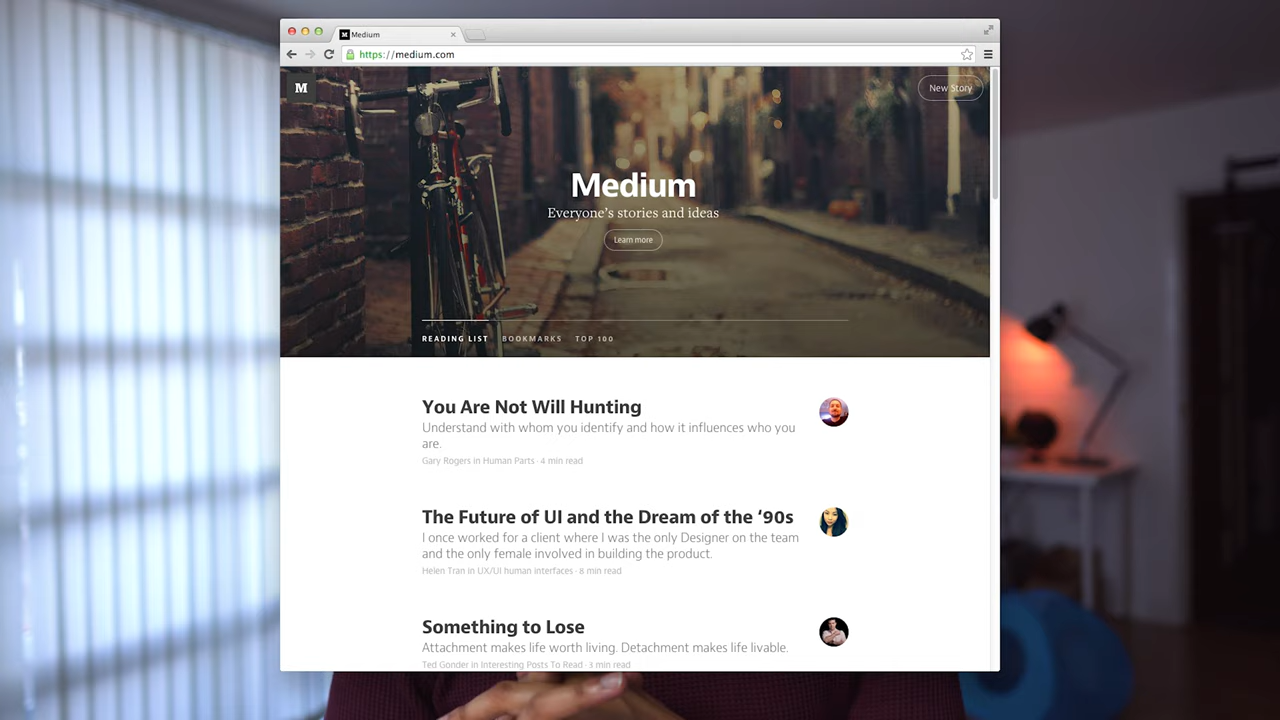 Medium
https://medium.com
M
New Story
Medium
Everyone's stories and ideas
Learn more
READING LIST BOOKMARKS TOP 100
You Are Not Will Hunting
Understand with whom you identify and how it influences who you
are.
Gary Rogers in Human Parts · 4 min read
The Future of UI and the Dream of the ‘90s
I once worked for a client where I was the only Designer on the team
and the only female involved in building the product.
Helen Tran in UX/UI human interfaces · 8 min read
Something to Lose
Attachment makes life worth living. Detachment makes life livable.
Ted Gonder in Interesting Posts To Read · 3 min read